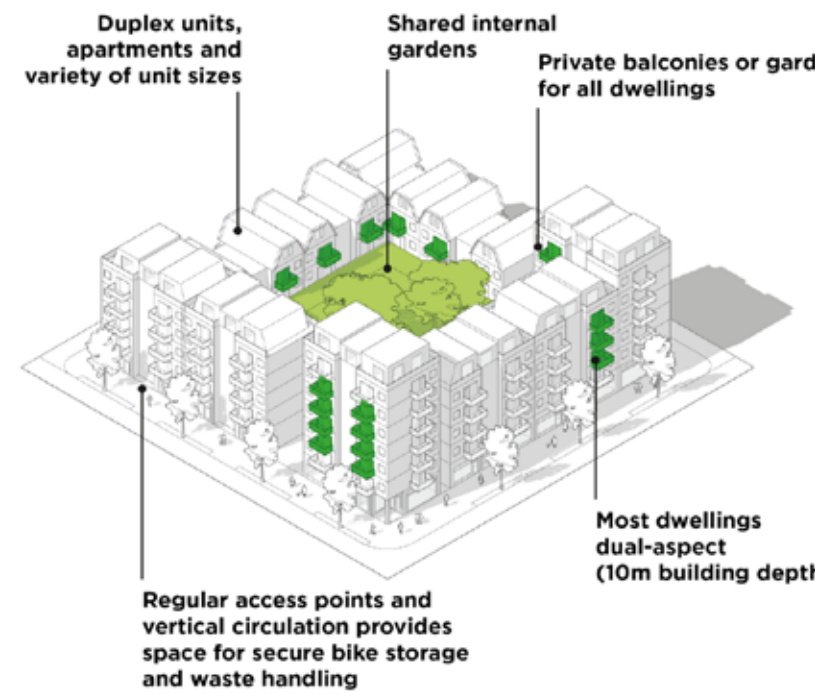 Duplex units,
apartments and
variety of unit sizes
Shared internal
gardens
Private balconies or gard
for all dwellings
Most dwellings
dual-aspect
(10m building depth
Regular access points and
vertical circulation provides
space for secure bike storage
and waste handling